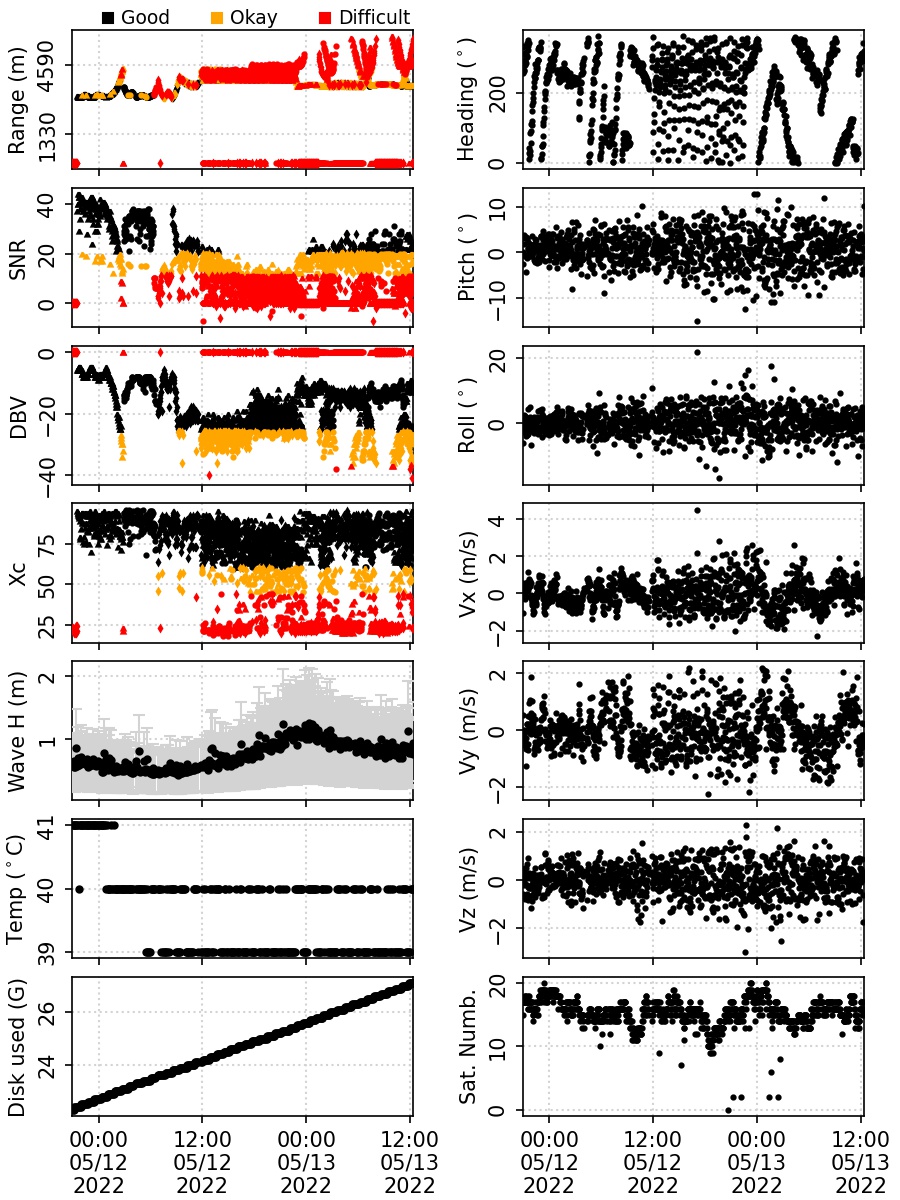 Good Okay Difficult
Range (m)
4590
1330
Heading (°)
200
0
SNR
40
20
0
Pitch (°)
10
0
−10
DBV
0
−20
−40
Roll (°)
20
0
Xc
75
50
25
Vx (m/s)
4
2
0
−2
Wave H (m)
2
1
Vy (m/s)
2
0
−2
Temp (°C)
41
40
39
Vz (m/s)
2
0
−2
Disk used (G)
26
24
Sat. Numb.
20
10
0
00:00 12:00 00:00 12:00
05/12 05/12 05/13 05/13
2022 2022 2022 2022
00:00 12:00 00:00 12:00
05/12 05/12 05/13 05/13
2022 2022 2022 2022